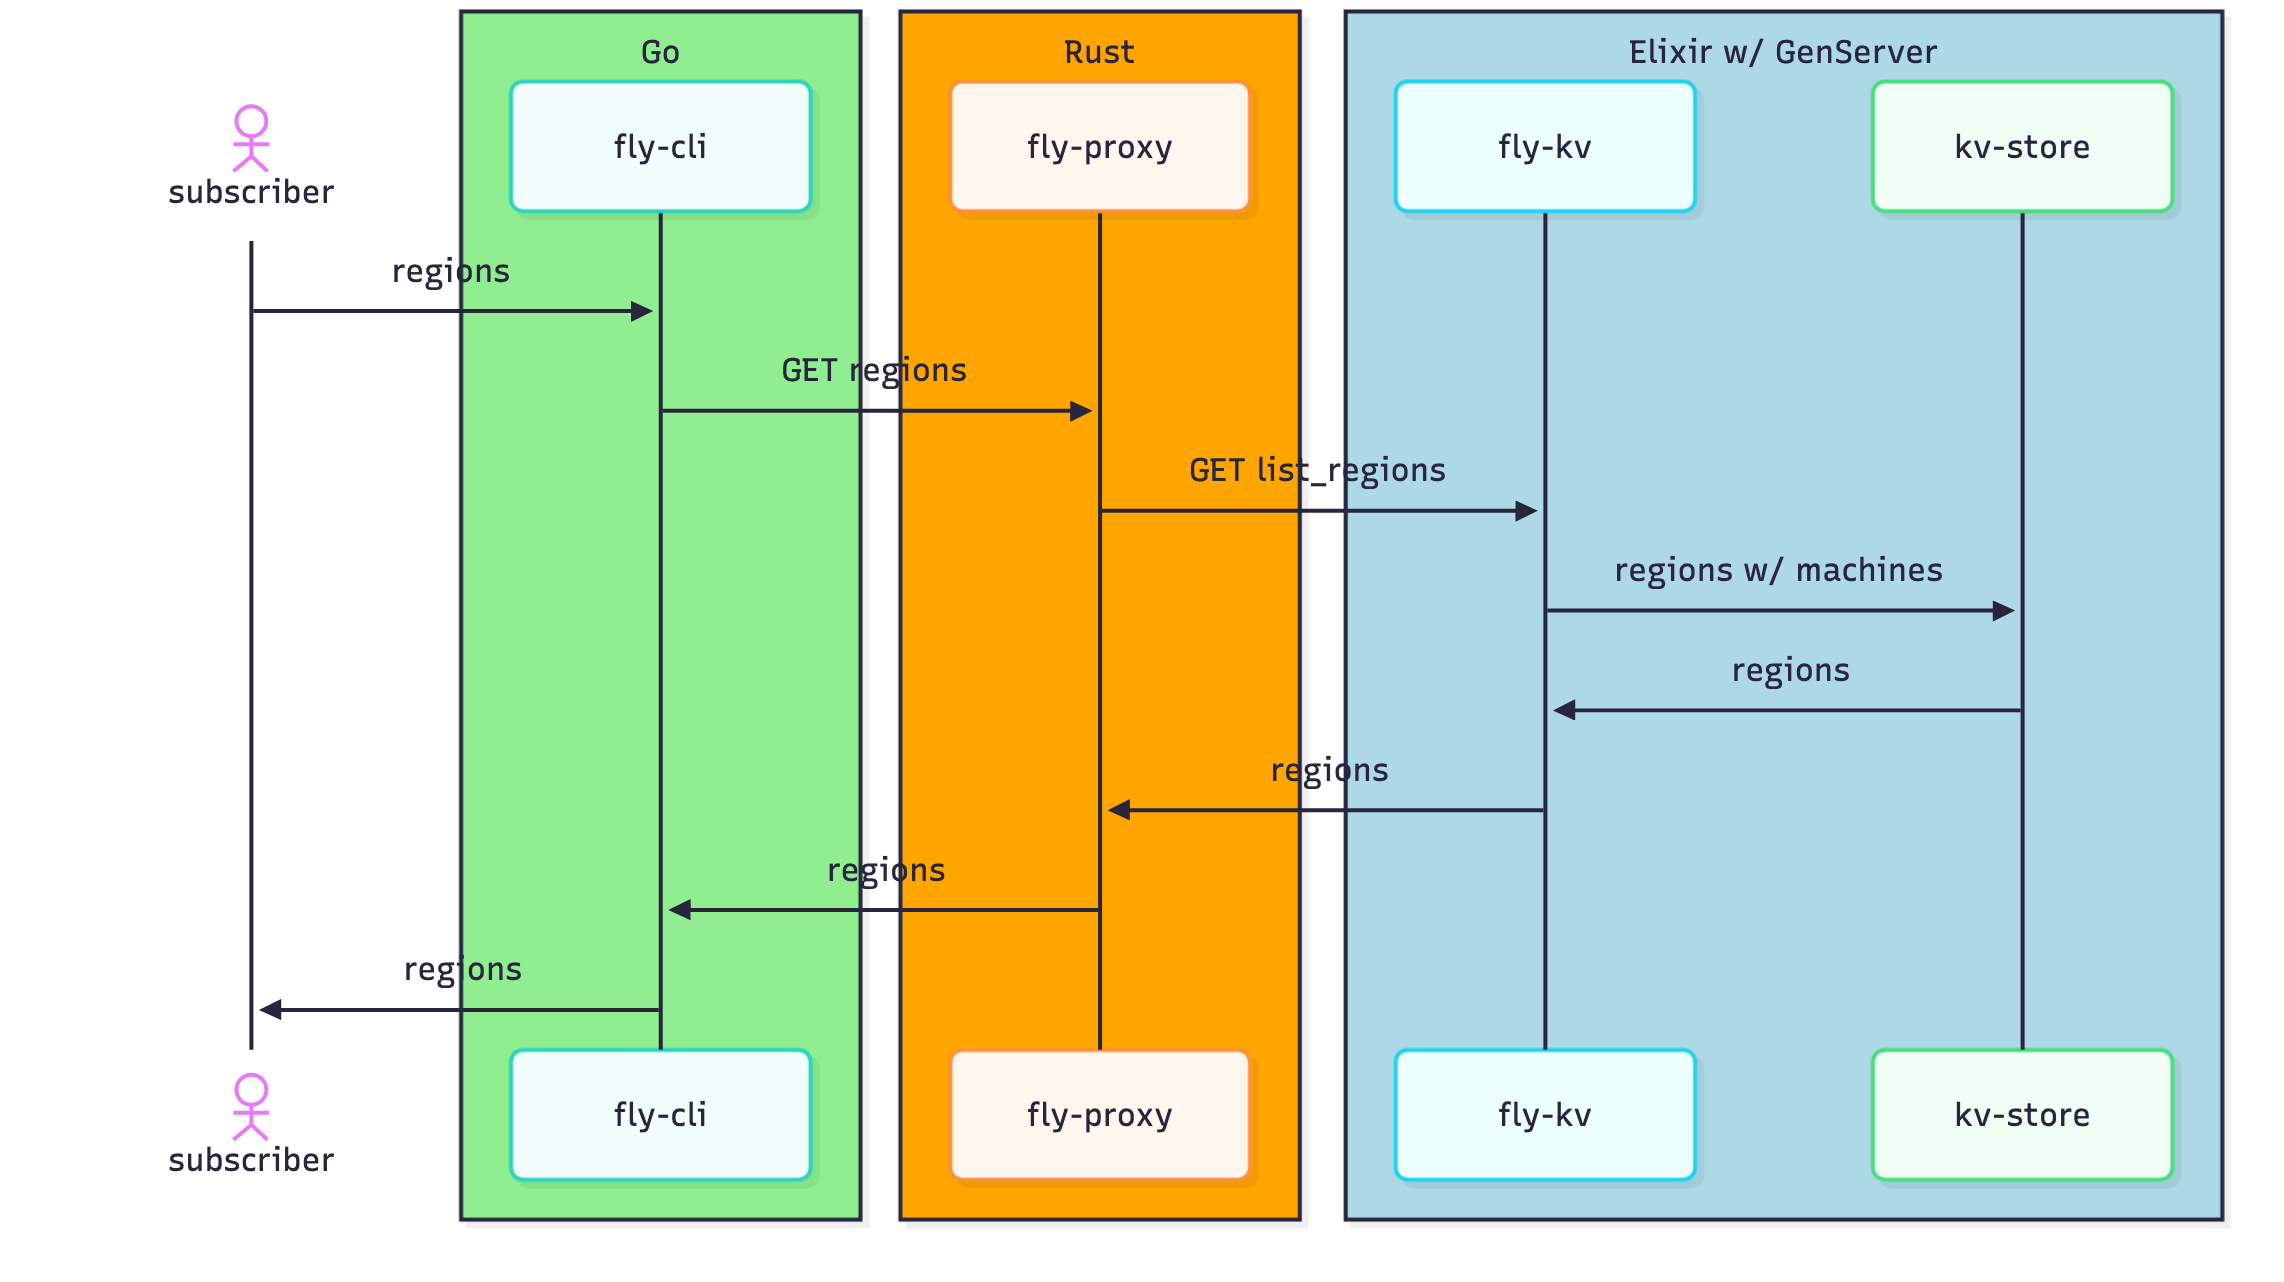 Go
Rust
Elixir w/ GenServer
subscriber
fly-cli
fly-proxy
fly-kv
kv-store
regions
GET regions
GET list_regions
regions w/ machines
regions
regions
regions
regions
subscriber
fly-cli
fly-proxy
fly-kv
kv-store